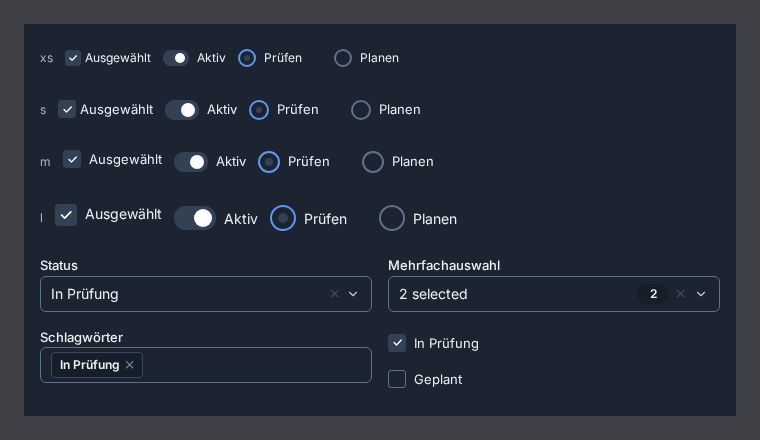 xs Ausgewählt Aktiv Prüfen Planen
s Ausgewählt Aktiv Prüfen Planen
m Ausgewählt Aktiv Prüfen Planen
l Ausgewählt Aktiv Prüfen Planen
Status
In Prüfung
Mehrfachauswahl
2 selected 2
Schlagwörter
In Prüfung
In Prüfung
Geplant